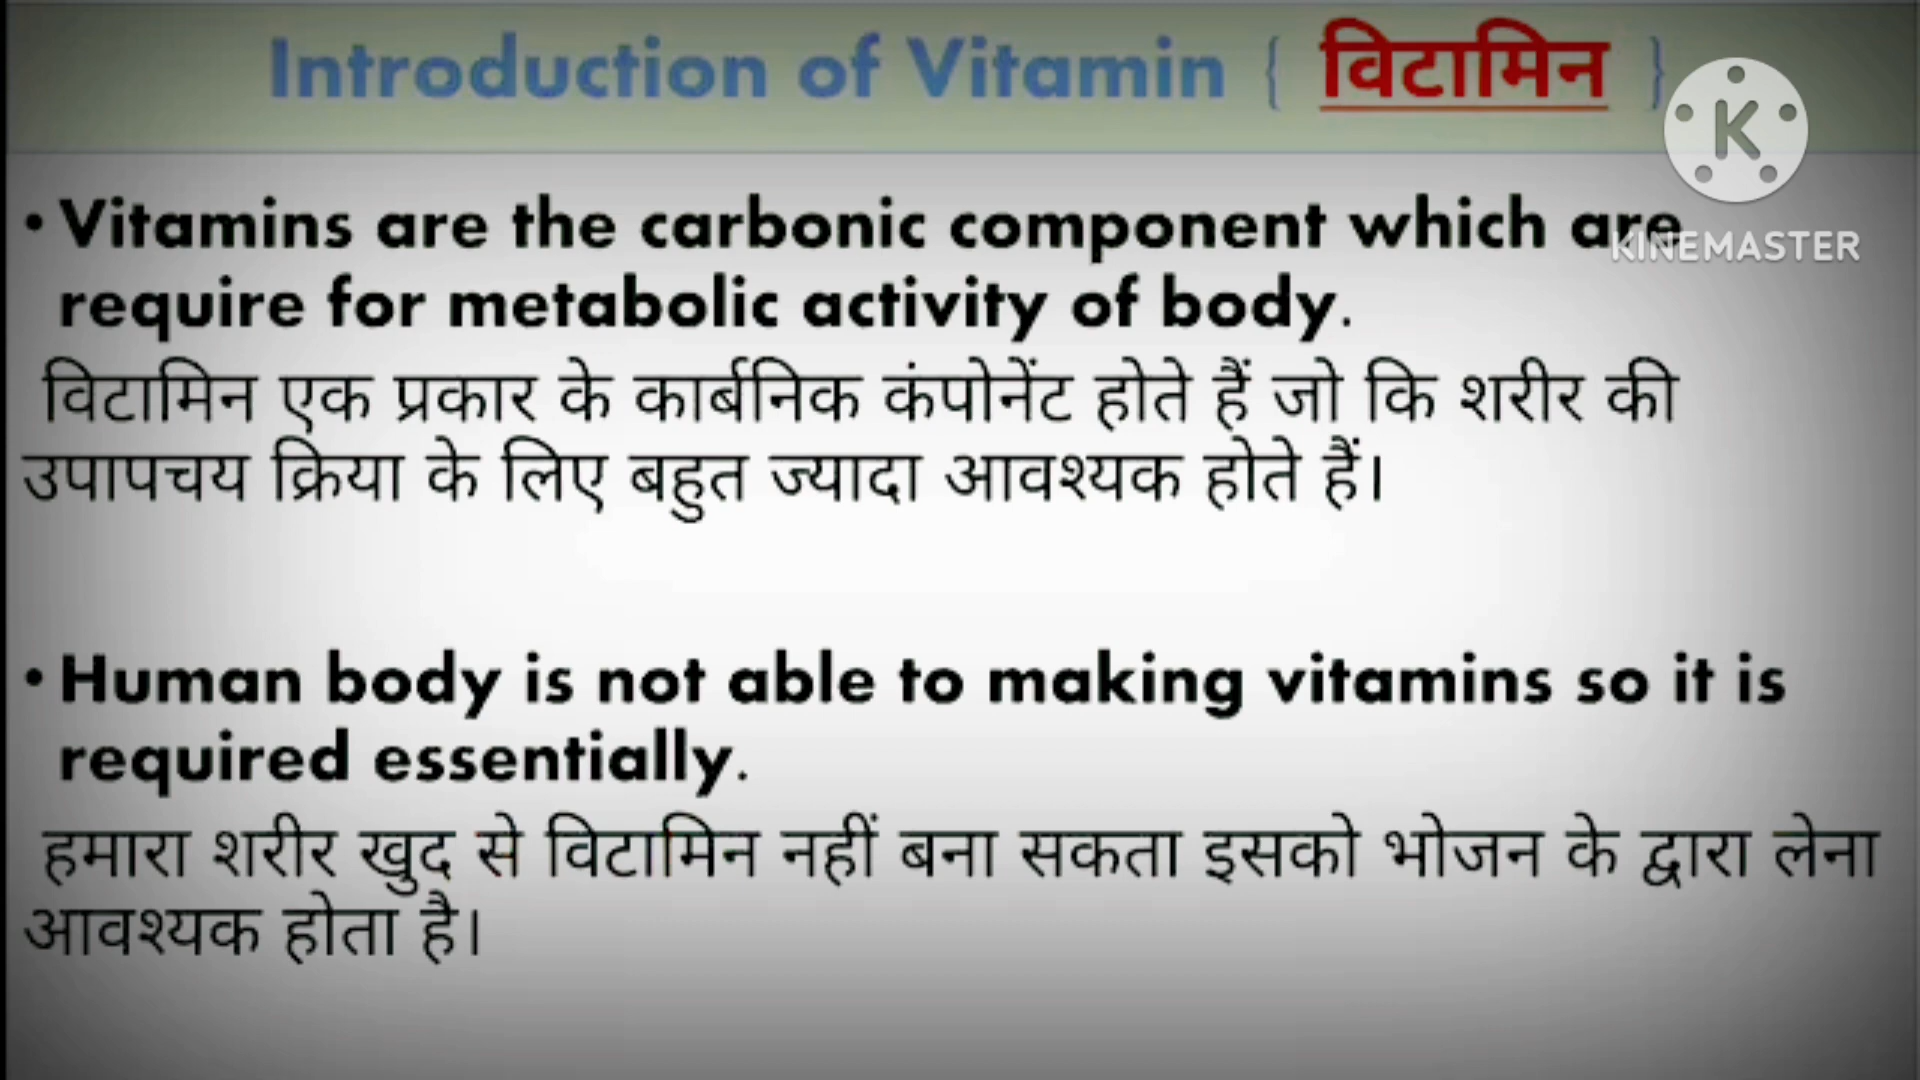 Introduction of Vitamin { विटामिन }
K
KINEMASTER
• Vitamins are the carbonic component which are
require for metabolic activity of body.
विटामिन एक प्रकार के कार्बनिक कंपोनेंट होते हैं जो कि शरीर की
उपापचय क्रिया के लिए बहुत ज्यादा आवश्यक होते हैं।
• Human body is not able to making vitamins so it is
required essentially.
हमारा शरीर खुद से विटामिन नहीं बना सकता इसको भोजन के द्वारा लेना
आवश्यक होता है।